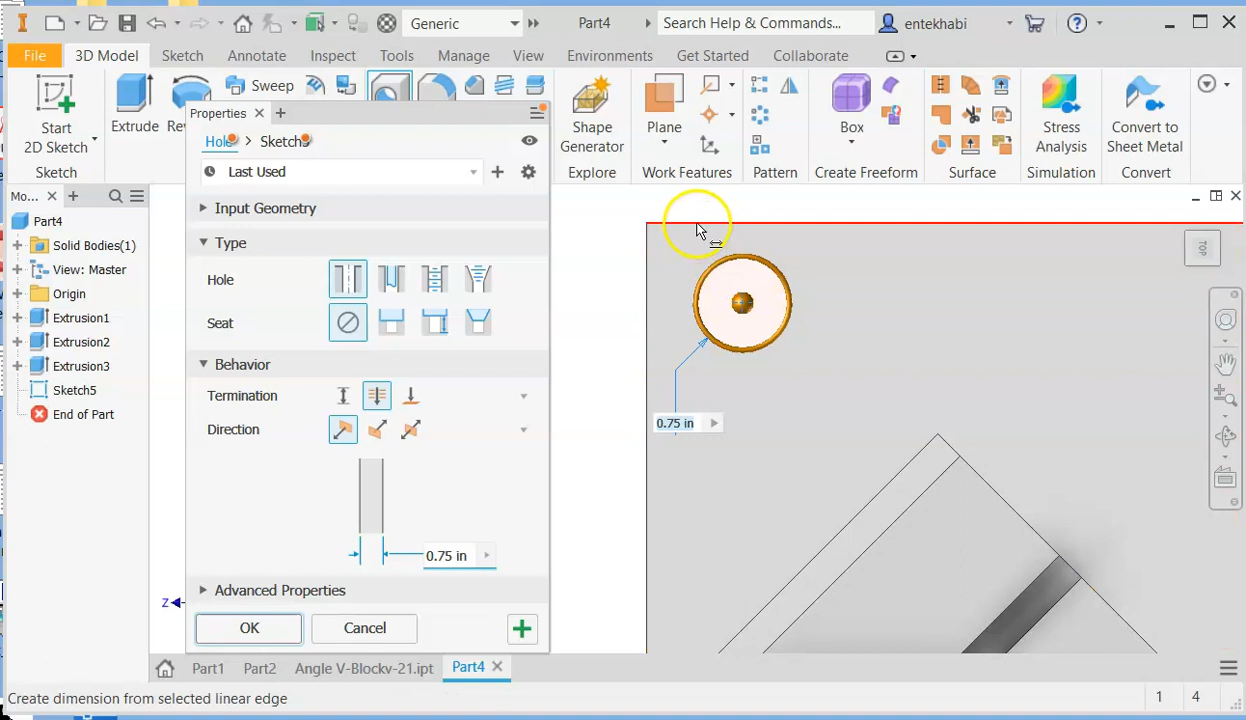 Generic
Part4
Search Help & Commands...
entekhabi
File
3D Model
Sketch
Annotate
Inspect
Tools
Manage
View
Environments
Get Started
Collaborate
Start
2D Sketch
Sketch
Extrude
Sweep
Shape
Generator
Explore
Plane
Work Features
Pattern
Box
Create Freeform
Surface
Stress
Analysis
Simulation
Convert to
Sheet Metal
Convert
Mo...
Part4
Solid Bodies(1)
View: Master
Origin
Extrusion1
Extrusion2
Extrusion3
Sketch5
End of Part
Properties
Last Used
Input Geometry
Type
Hole
Seat
Behavior
Termination
Direction
0.75 in
Advanced Properties
OK
Cancel
0.75 in
TOP
Z
Part1
Part2
Angle V-Blockv-21.ipt
Part4
Create dimension from selected linear edge
1
4